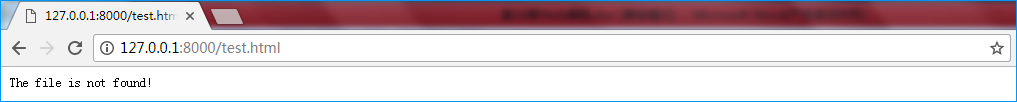 127.0.0.1:8000/test.htm
127.0.0.1:8000/test.html
The file is not found!